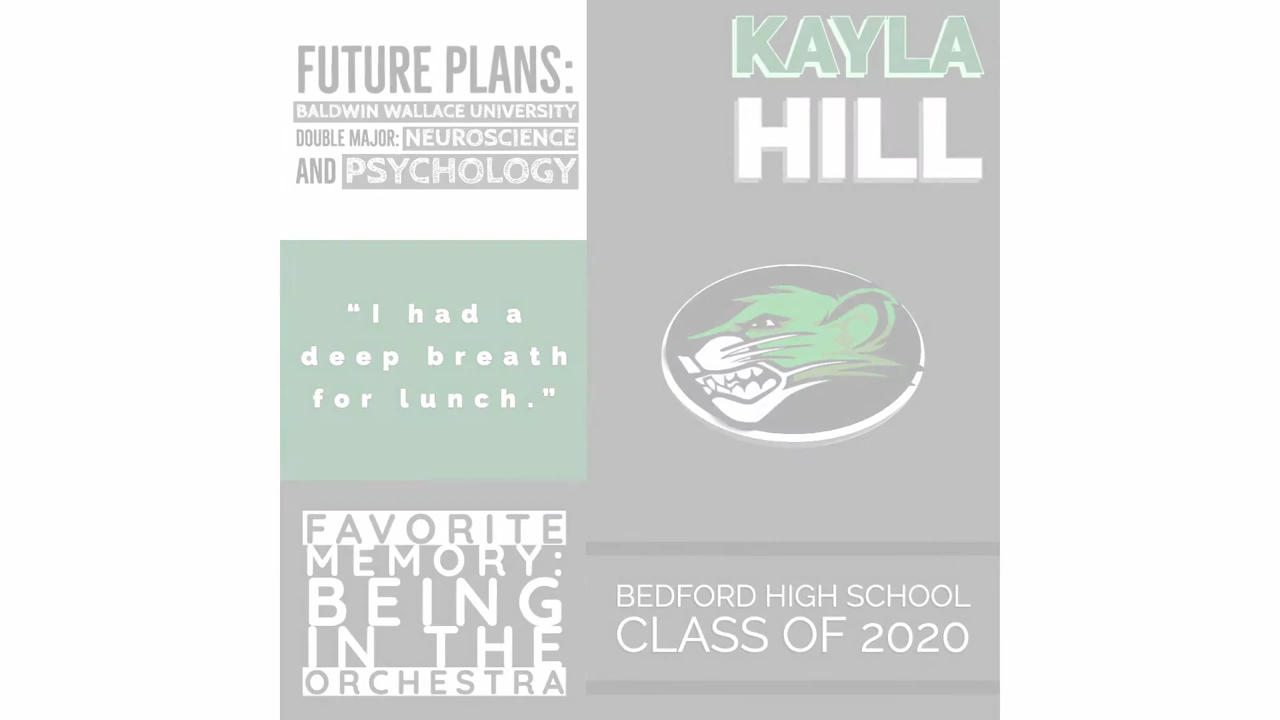 FUTURE PLANS:
BALDWIN WALLACE UNIVERSITY
DOUBLE MAJOR: NEUROSCIENCE
AND PSYCHOLOGY
"I had a
deep breath
for lunch."
FAVORITE
MEMORY:
BEING
IN THE
ORCHESTRA
KAYLA
HILL
BEDFORD HIGH SCHOOL
CLASS OF 2020